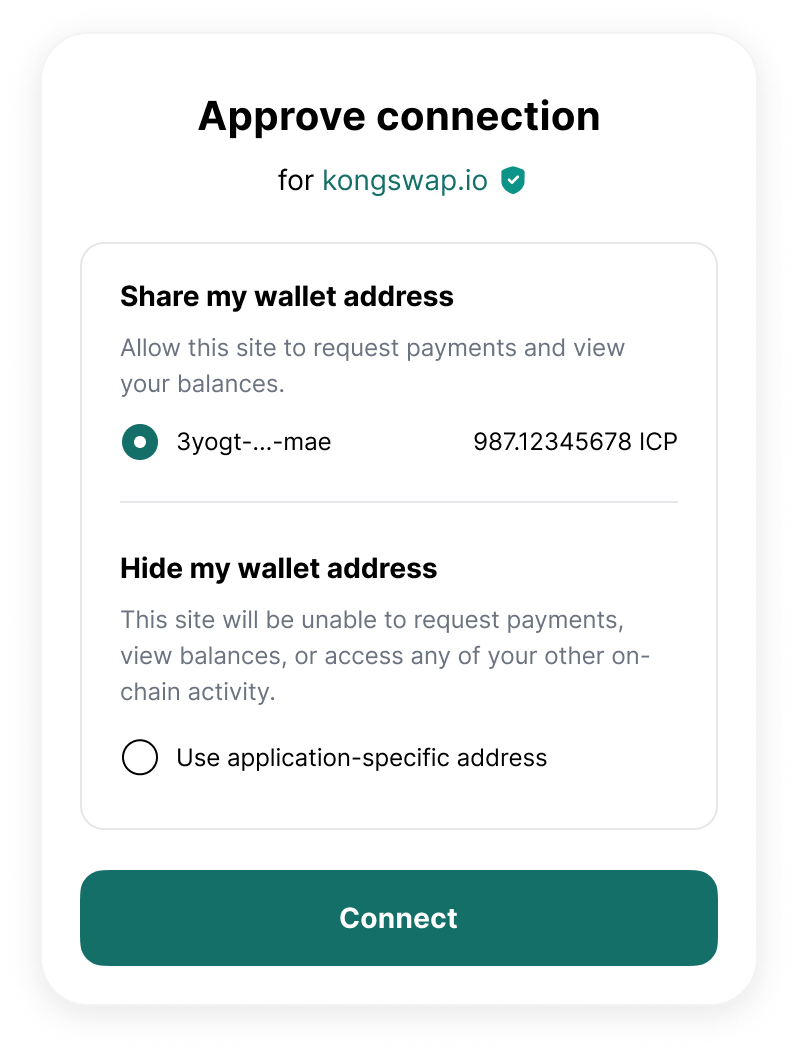 Approve connection
for kongswap.io
Share my wallet address
Allow this site to request payments and view
your balances.
3yogt-...-mae 987.12345678 ICP
Hide my wallet address
This site will be unable to request payments,
view balances, or access any of your other on-
chain activity.
Use application-specific address
Connect